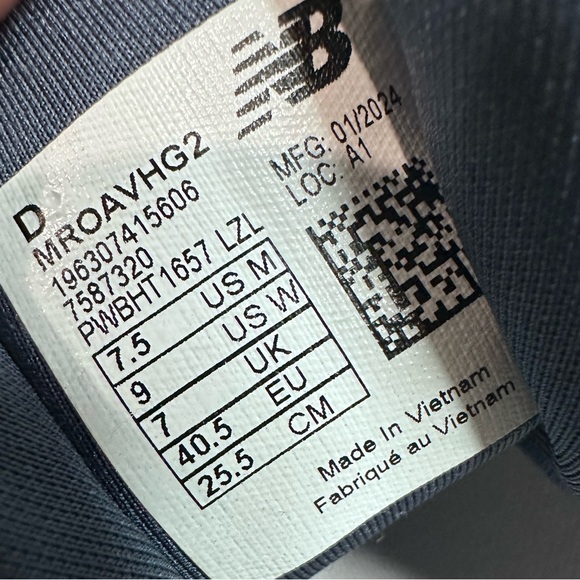 NB
D
MROAVHG2
196307415606
7587320
PWBHT1657 LZL
MFG: 01/2024
LOC: A1
7.5 US M
9 US W
7 UK
40.5 EU
25.5 CM
Made In Vietnam
Fabriqué au Vietnam